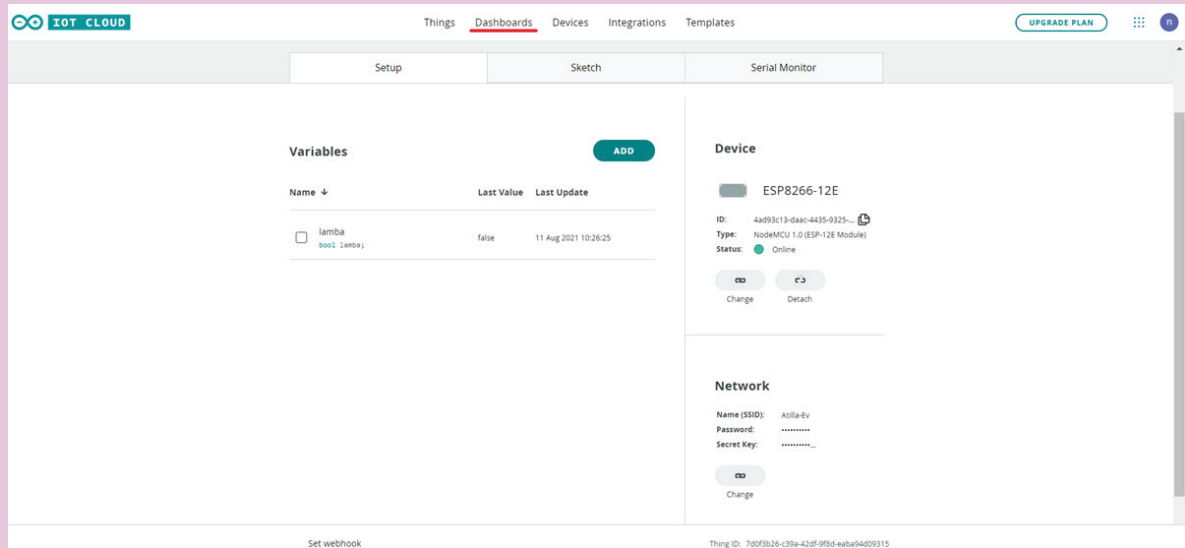 IOT CLOUD
Things Dashboards Devices Integrations Templates
UPGRADE PLAN
n
Setup Sketch Serial Monitor
Variables
ADD
Name Last Value Last Update
lamba false 11 Aug 2021 10:26:25
bool lamba;
Device
ESP8266-12E
ID: 4ad93c13-daac-4435-9325-...
Type: NodeMCU 1.0 (ESP-12E Module)
Status: Online
Change Detach
Network
Name (SSID): Atilla-Ev
Password: ••••••••••
Secret Key: ••••••••••...
Change
Set webhook
Thing ID: 7d0f3b26-c39a-42df-9f8d-eaba94d09315